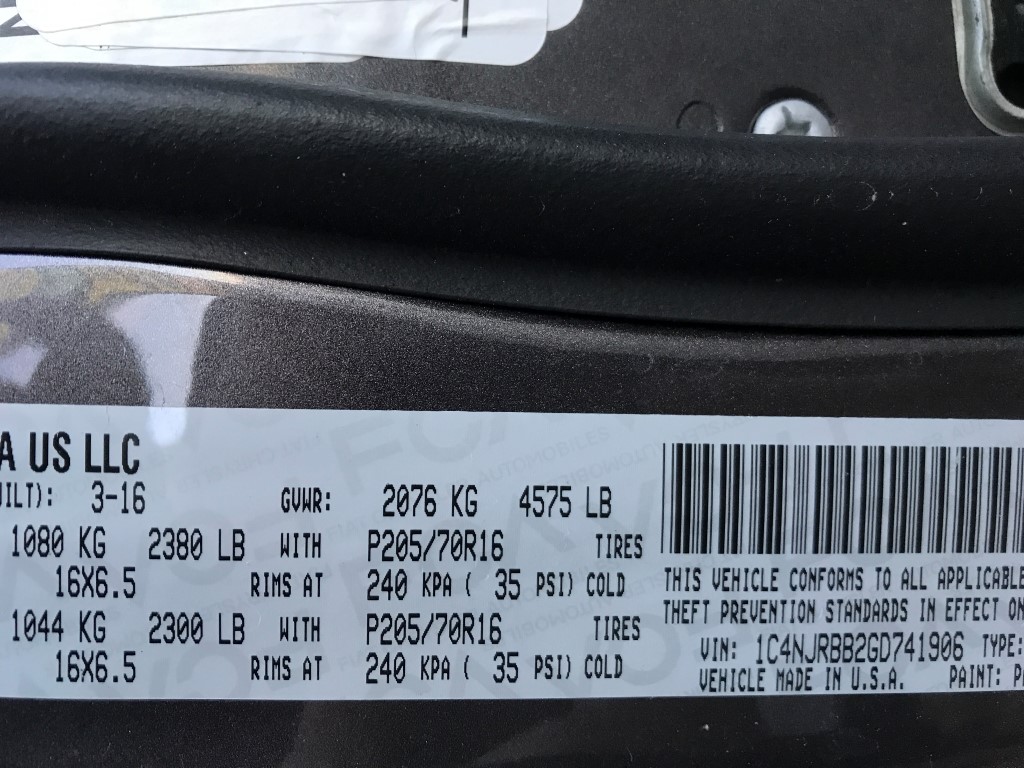 A US LLC
UILT): 3-16 GVWR: 2076 KG 4575 LB
1080 KG 2380 LB WITH P205/70R16 TIRES
16X6.5 RIMS AT 240 KPA ( 35 PSI) COLD
1044 KG 2300 LB WITH P205/70R16 TIRES
16X6.5 RIMS AT 240 KPA ( 35 PSI) COLD
THIS VEHICLE CONFORMS TO ALL APPLICABLE
THEFT PREVENTION STANDARDS IN EFFECT ON
VIN: 1C4NJRBB2GD741906 TYPE:
VEHICLE MADE IN U.S.A. PAINT: P